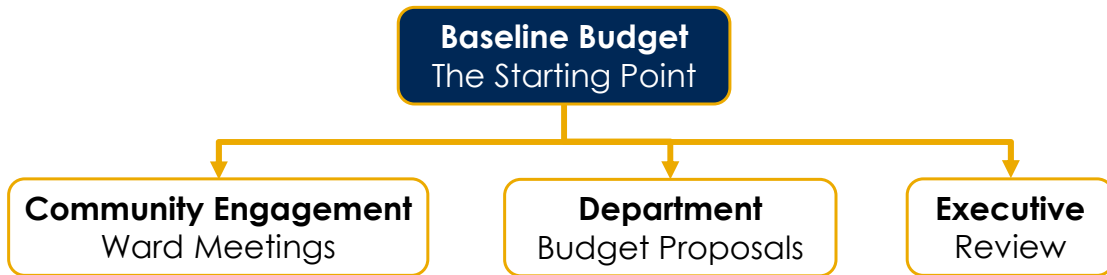 Baseline Budget
The Starting Point
Community Engagement
Ward Meetings
Department
Budget Proposals
Executive
Review